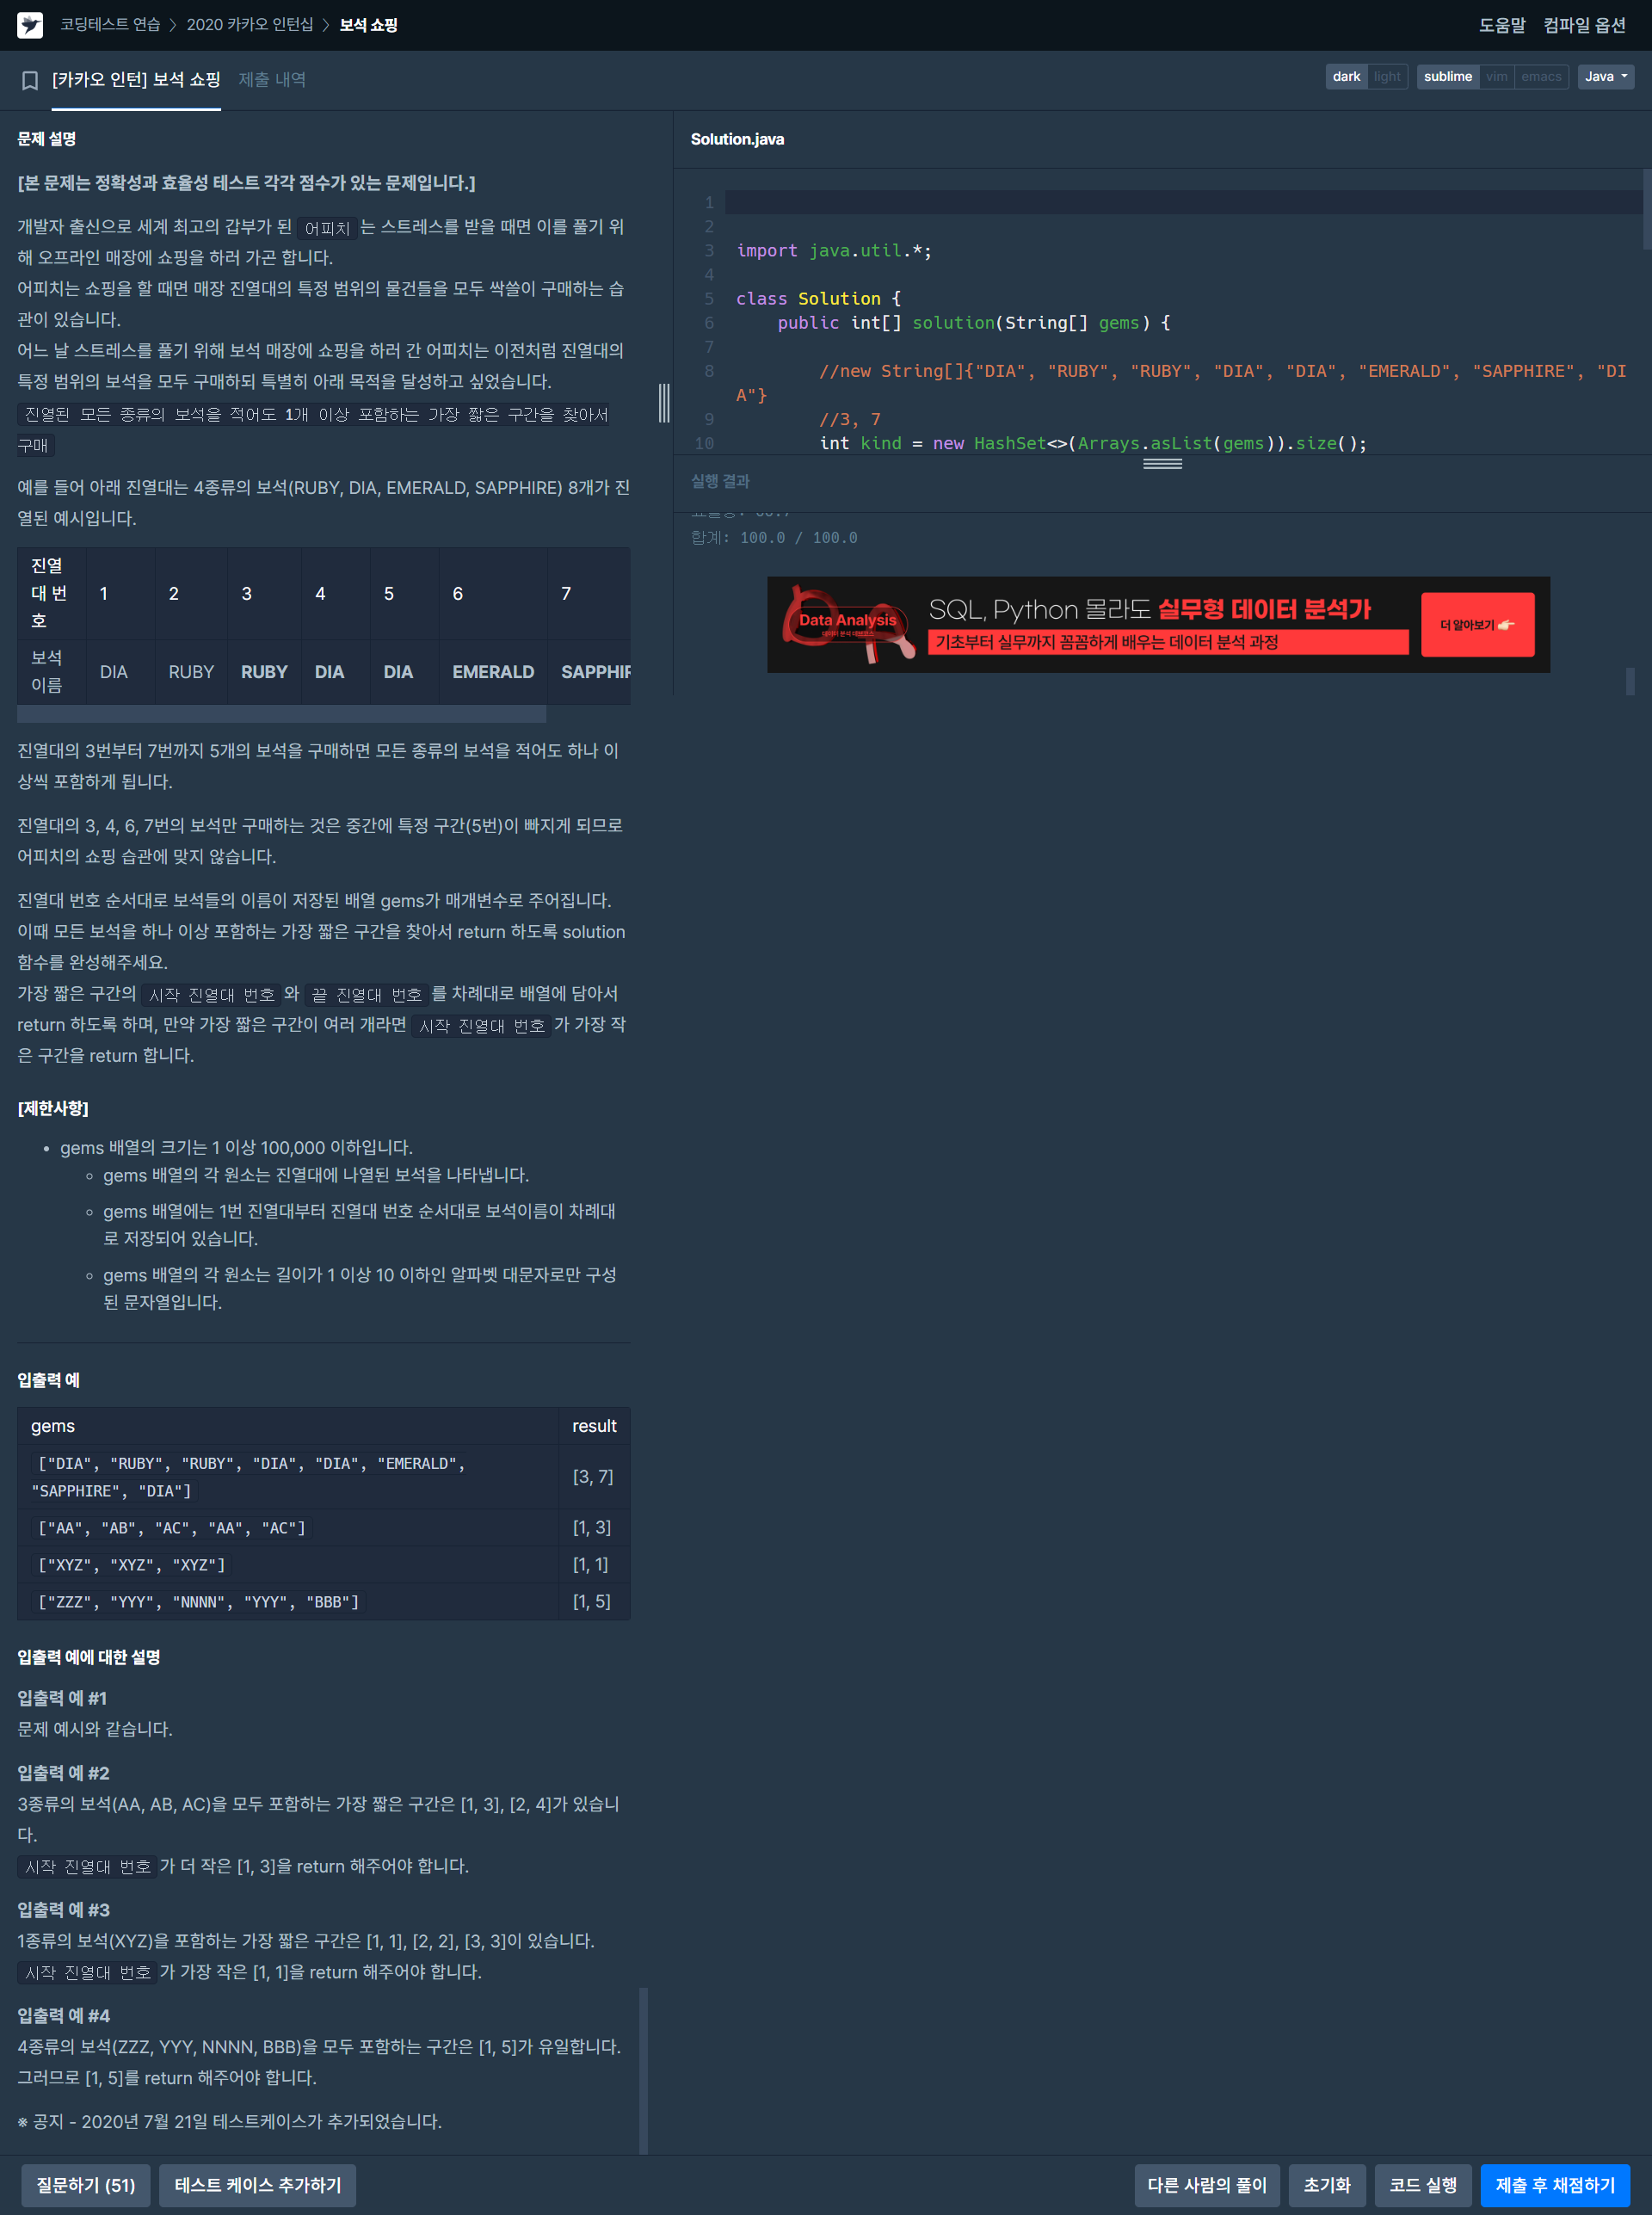 코딩테스트 연습 > 2020 카카오 인턴십 > 보석 쇼핑
도움말 컴파일 옵션
[카카오 인턴] 보석 쇼핑 제출 내역
dark light sublime vim emacs Java
문제 설명
[본 문제는 정확성과 효율성 테스트 각각 점수가 있는 문제입니다.]
개발자 출신으로 세계 최고의 갑부가 된 어피치는 스트레스를 받을 때면 이를 풀기 위
해 오프라인 매장에 쇼핑을 하러 가곤 합니다.
어피치는 쇼핑을 할 때면 매장 진열대의 특정 범위의 물건들을 모두 싹쓸이 구매하는 습
관이 있습니다.
어느 날 스트레스를 풀기 위해 보석 매장에 쇼핑을 하러 간 어피치는 이전처럼 진열대의
특정 범위의 보석을 모두 구매하되 특별히 아래 목적을 달성하고 싶었습니다.
진열된 모든 종류의 보석을 적어도 1개 이상 포함하는 가장 짧은 구간을 찾아서
구매
예를 들어 아래 진열대는 4종류의 보석(RUBY, DIA, EMERALD, SAPPHIRE) 8개가 진
열된 예시입니다.
진열
대 번
호
1 2 3 4 5 6 7
보석
이름
DIA RUBY RUBY DIA DIA EMERALD SAPPHIR
진열대의 3번부터 7번까지 5개의 보석을 구매하면 모든 종류의 보석을 적어도 하나 이
상씩 포함하게 됩니다.
진열대의 3, 4, 6, 7번의 보석만 구매하는 것은 중간에 특정 구간(5번)이 빠지게 되므로
어피치의 쇼핑 습관에 맞지 않습니다.
진열대 번호 순서대로 보석들의 이름이 저장된 배열 gems가 매개변수로 주어집니다.
이때 모든 보석을 하나 이상 포함하는 가장 짧은 구간을 찾아서 return 하도록 solution
함수를 완성해주세요.
가장 짧은 구간의 시작 진열대 번호와 끝 진열대 번호를 차례대로 배열에 담아서
return 하도록 하며, 만약 가장 짧은 구간이 여러 개라면 시작 진열대 번호가 가장 작
은 구간을 return 합니다.
[제한사항]
• gems 배열의 크기는 1 이상 100,000 이하입니다.
◦ gems 배열의 각 원소는 진열대에 나열된 보석을 나타냅니다.
◦ gems 배열에는 1번 진열대부터 진열대 번호 순서대로 보석이름이 차례대
로 저장되어 있습니다.
◦ gems 배열의 각 원소는 길이가 1 이상 10 이하인 알파벳 대문자로만 구성
된 문자열입니다.
입출력 예
gems result
["DIA", "RUBY", "RUBY", "DIA", "DIA", "EMERALD",
"SAPPHIRE", "DIA"]
[3, 7]
["AA", "AB", "AC", "AA", "AC"] [1, 3]
["XYZ", "XYZ", "XYZ"] [1, 1]
["ZZZ", "YYY", "NNNN", "YYY", "BBB"] [1, 5]
입출력 예에 대한 설명
입출력 예 #1
문제 예시와 같습니다.
입출력 예 #2
3종류의 보석(AA, AB, AC)을 모두 포함하는 가장 짧은 구간은 [1, 3], [2, 4]가 있습니
다.
시작 진열대 번호가 더 작은 [1, 3]을 return 해주어야 합니다.
입출력 예 #3
1종류의 보석(XYZ)을 포함하는 가장 짧은 구간은 [1, 1], [2, 2], [3, 3]이 있습니다.
시작 진열대 번호가 가장 작은 [1, 1]을 return 해주어야 합니다.
입출력 예 #4
4종류의 보석(ZZZ, YYY, NNNN, BBB)을 모두 포함하는 구간은 [1, 5]가 유일합니다.
그러므로 [1, 5]를 return 해주어야 합니다.
※ 공지 - 2020년 7월 21일 테스트케이스가 추가되었습니다.
Solution.java
1
2
3 import java.util.*;
4
5 class Solution {
6 public int[] solution(String[] gems) {
7
8 //new String[]{"DIA", "RUBY", "RUBY", "DIA", "DIA", "EMERALD", "SAPPHIRE", "DI
A"}
9 //3, 7
10 int kind = new HashSet<>(Arrays.asList(gems)).size();
실행 결과
합계: 100.0 / 100.0
Data Analysis
SQL, Python 몰라도 실무형 데이터 분석가
기초부터 실무까지 꼼꼼하게 배우는 데이터 분석 과정
더 알아보기
질문하기 (51) 테스트 케이스 추가하기
다른 사람의 풀이 초기화 코드 실행 제출 후 채점하기